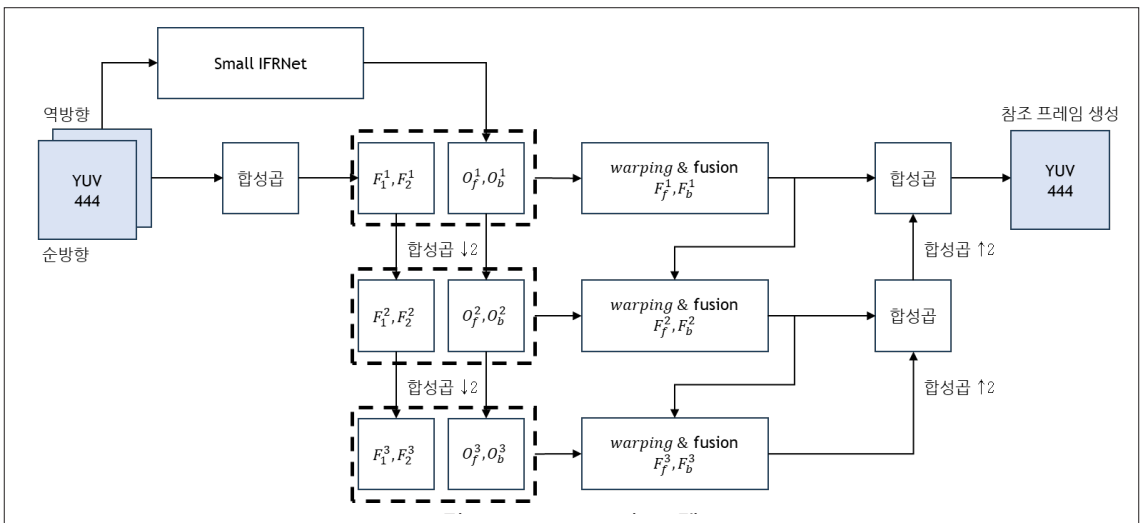 Small IFRNet
역방향
YUV
444
순방향
합성곱
F_1^1,F_2^1
O_f^1,O_b^1
warping & fusion
F_f^1,F_b^1
합성곱
참조 프레임 생성
YUV
444
합성곱 ↓2
합성곱 ↑2
F_1^2,F_2^2
O_f^2,O_b^2
warping & fusion
F_f^2,F_b^2
합성곱
합성곱 ↓2
합성곱 ↑2
F_1^3,F_2^3
O_f^3,O_b^3
warping & fusion
F_f^3,F_b^3